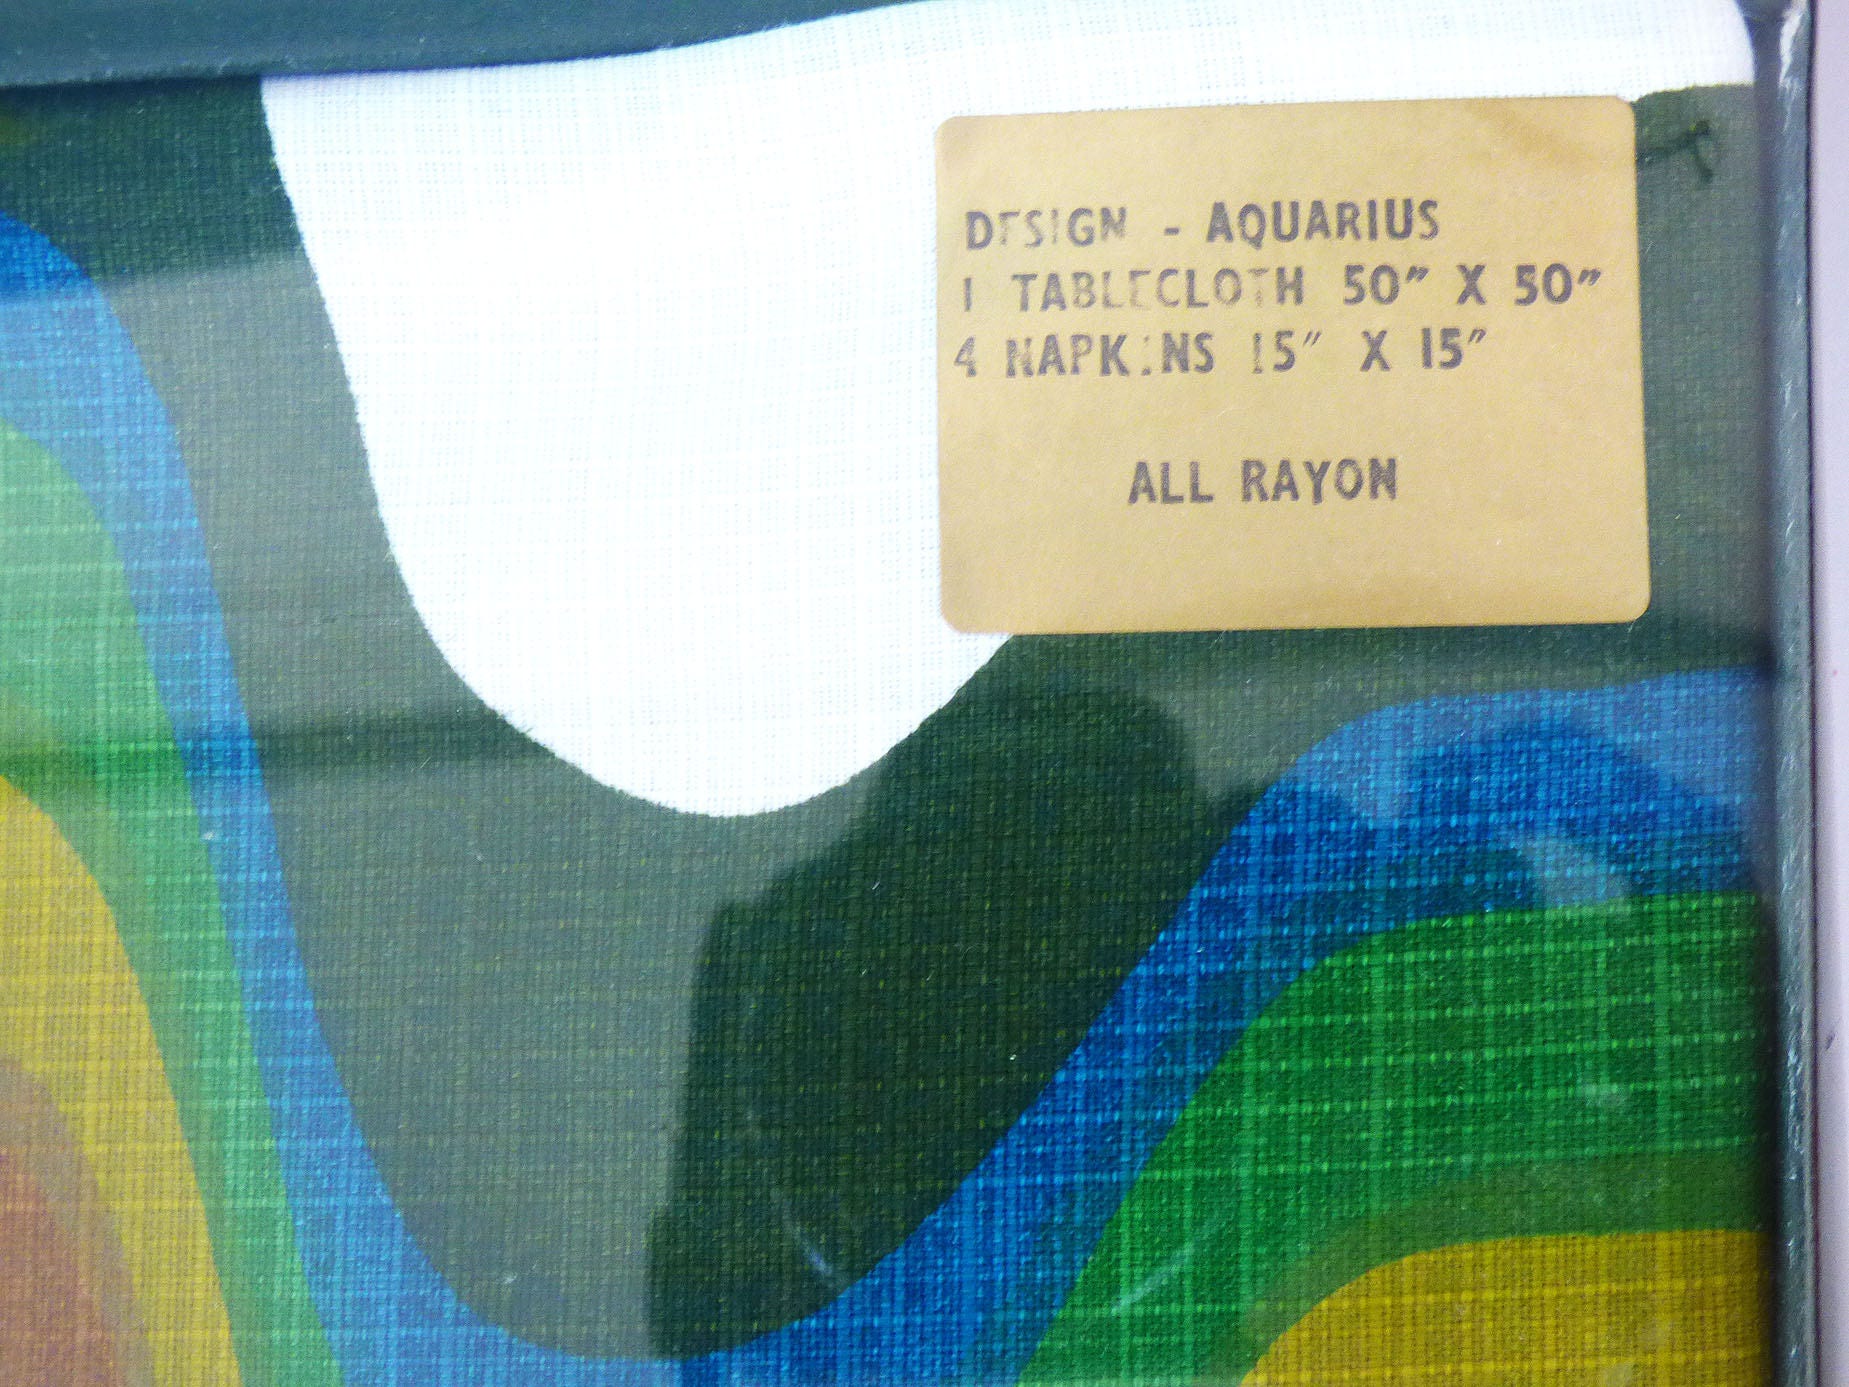 DESIGN - AQUARIUS
1 TABLECLOTH 50" X 50"
4 NAPKINS 15" X 15"
ALL RAYON